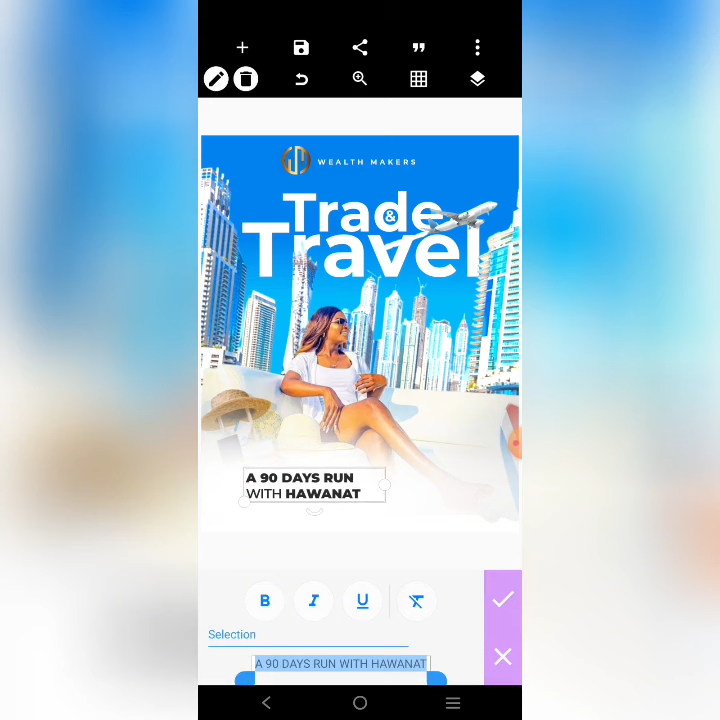 WEALTH MAKERS
Trade
&
Travel
A 90 DAYS RUN
WITH HAWANAT
B I U
Selection
A 90 DAYS RUN WITH HAWANAT